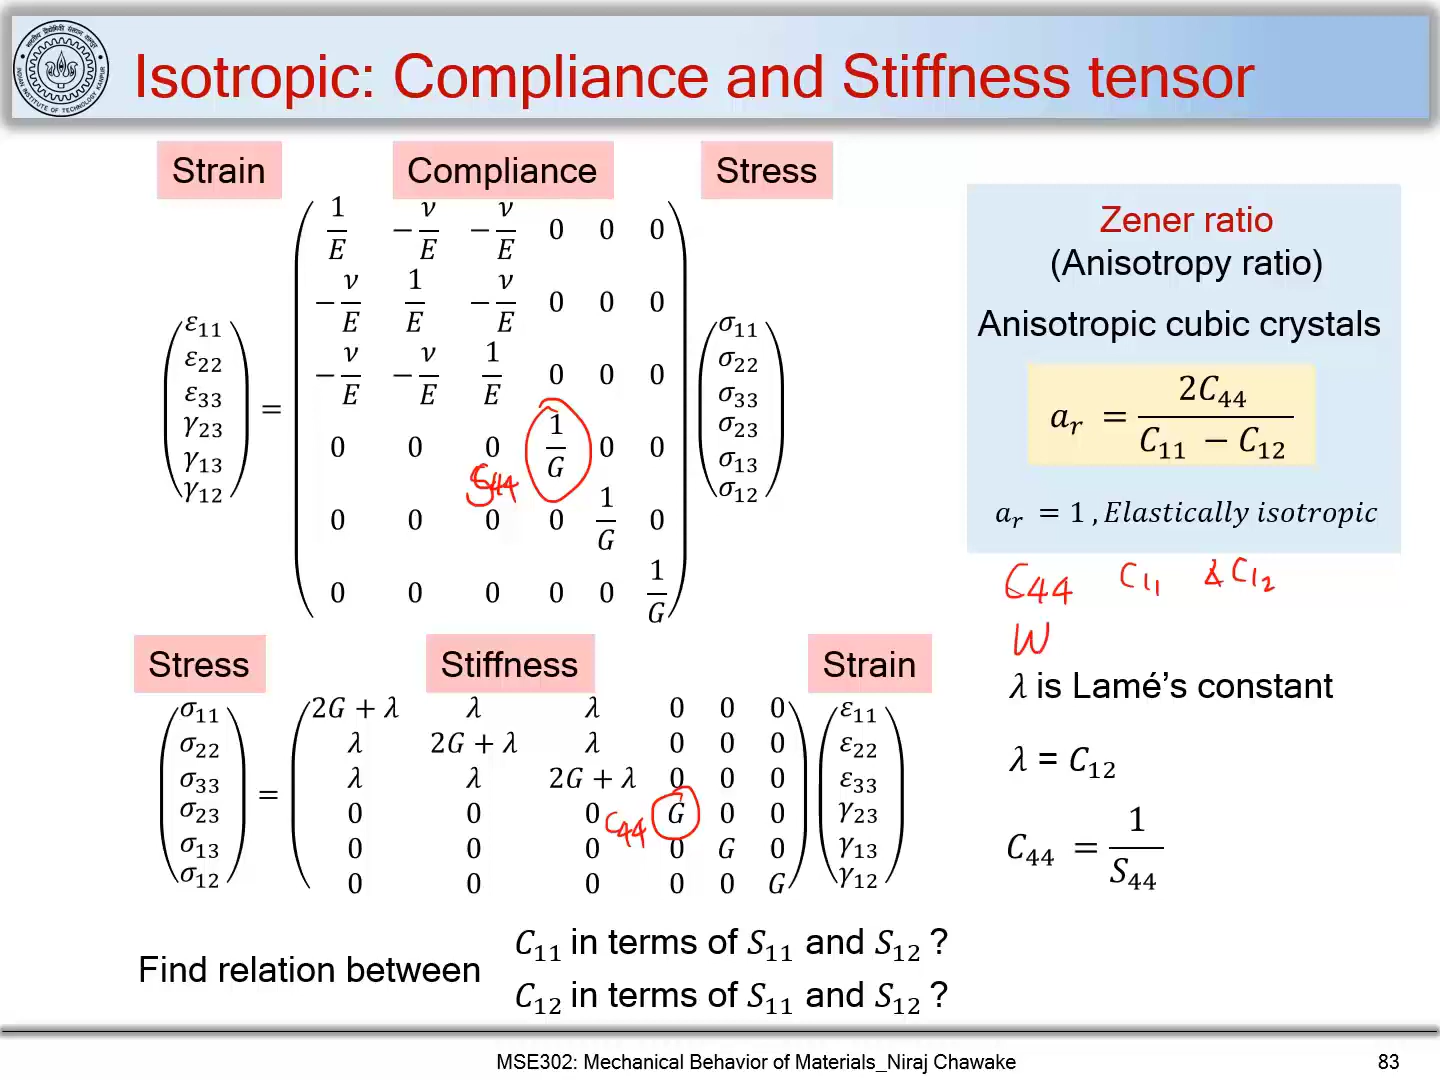 Isotropic: Compliance and Stiffness tensor
Strain Compliance Stress
ε11 1/E −ν/E −ν/E 0 0 0 σ11
ε22 −ν/E 1/E −ν/E 0 0 0 σ22
ε33 = −ν/E −ν/E 1/E 0 0 0 σ33
γ23 0 0 0 1/G 0 0 σ23
γ13 0 0 0 0 1/G 0 σ13
γ12 0 0 0 0 0 1/G σ12
S44
Stress Stiffness Strain
σ11 2G + λ λ λ 0 0 0 ε11
σ22 λ 2G + λ λ 0 0 0 ε22
σ33 = λ λ 2G + λ 0 0 0 ε33
σ23 0 0 0 G 0 0 γ23
σ13 0 0 0 0 G 0 γ13
σ12 0 0 0 0 0 G γ12
C44
Zener ratio
(Anisotropy ratio)
Anisotropic cubic crystals
a_r = 2C44 / (C11 − C12)
a_r = 1 , Elastically isotropic
C44 C11 & C12
W
λ is Lamé's constant
λ = C12
C44 = 1/S44
Find relation between
C11 in terms of S11 and S12 ?
C12 in terms of S11 and S12 ?
MSE302: Mechanical Behavior of Materials_Niraj Chawake
83